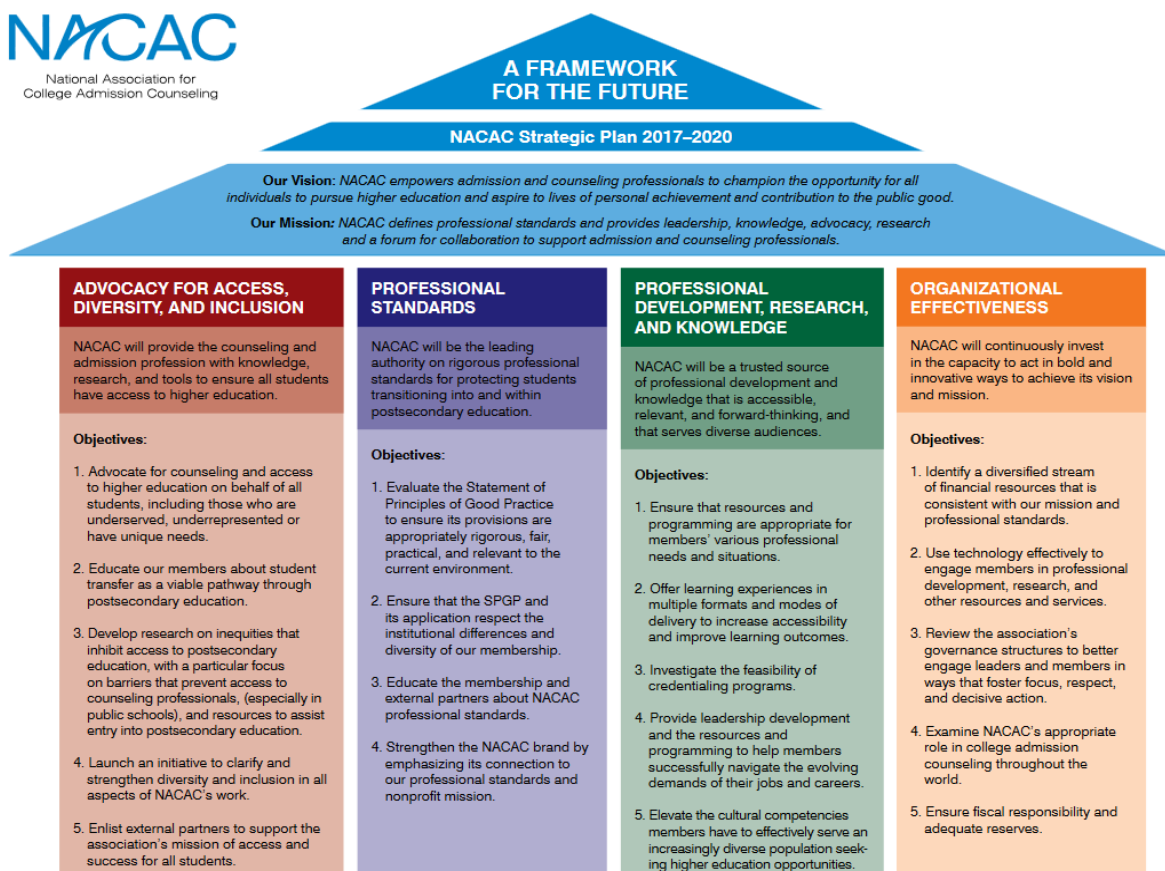 NACAC
National Association for
College Admission Counseling
A FRAMEWORK
FOR THE FUTURE
NACAC Strategic Plan 2017–2020
Our Vision: NACAC empowers admission and counseling professionals to champion the opportunity for all
individuals to pursue higher education and aspire to lives of personal achievement and contribution to the public good.
Our Mission: NACAC defines professional standards and provides leadership, knowledge, advocacy, research
and a forum for collaboration to support admission and counseling professionals.
ADVOCACY FOR ACCESS,
DIVERSITY, AND INCLUSION
NACAC will provide the counseling and
admission profession with knowledge,
research, and tools to ensure all students
have access to higher education.
Objectives:
1. Advocate for counseling and access
to higher education on behalf of all
students, including those who are
underserved, underrepresented or
have unique needs.
2. Educate our members about student
transfer as a viable pathway through
postsecondary education.
3. Develop research on inequities that
inhibit access to postsecondary
education, with a particular focus
on barriers that prevent access to
counseling professionals, (especially in
public schools), and resources to assist
entry into postsecondary education.
4. Launch an initiative to clarify and
strengthen diversity and inclusion in all
aspects of NACAC's work.
5. Enlist external partners to support the
association's mission of access and
success for all students.
PROFESSIONAL
STANDARDS
NACAC will be the leading
authority on rigorous professional
standards for protecting students
transitioning into and within
postsecondary education.
Objectives:
1. Evaluate the Statement of
Principles of Good Practice
to ensure its provisions are
appropriately rigorous, fair,
practical, and relevant to the
current environment.
2. Ensure that the SPGP and
its application respect the
institutional differences and
diversity of our membership.
3. Educate the membership and
external partners about NACAC
professional standards.
4. Strengthen the NACAC brand by
emphasizing its connection to
our professional standards and
nonprofit mission.
PROFESSIONAL
DEVELOPMENT, RESEARCH,
AND KNOWLEDGE
NACAC will be a trusted source
of professional development and
knowledge that is accessible,
relevant, and forward-thinking, and
that serves diverse audiences.
Objectives:
1. Ensure that resources and
programming are appropriate for
members' various professional
needs and situations.
2. Offer learning experiences in
multiple formats and modes of
delivery to increase accessibility
and improve learning outcomes.
3. Investigate the feasibility of
credentialing programs.
4. Provide leadership development
and the resources and
programming to help members
successfully navigate the evolving
demands of their jobs and careers.
5. Elevate the cultural competencies
members have to effectively serve an
increasingly diverse population seek-
ing higher education opportunities.
ORGANIZATIONAL
EFFECTIVENESS
NACAC will continuously invest
in the capacity to act in bold and
innovative ways to achieve its vision
and mission.
Objectives:
1. Identify a diversified stream
of financial resources that is
consistent with our mission and
professional standards.
2. Use technology effectively to
engage members in professional
development, research, and
other resources and services.
3. Review the association's
governance structures to better
engage leaders and members in
ways that foster focus, respect,
and decisive action.
4. Examine NACAC's appropriate
role in college admission
counseling throughout the
world.
5. Ensure fiscal responsibility and
adequate reserves.